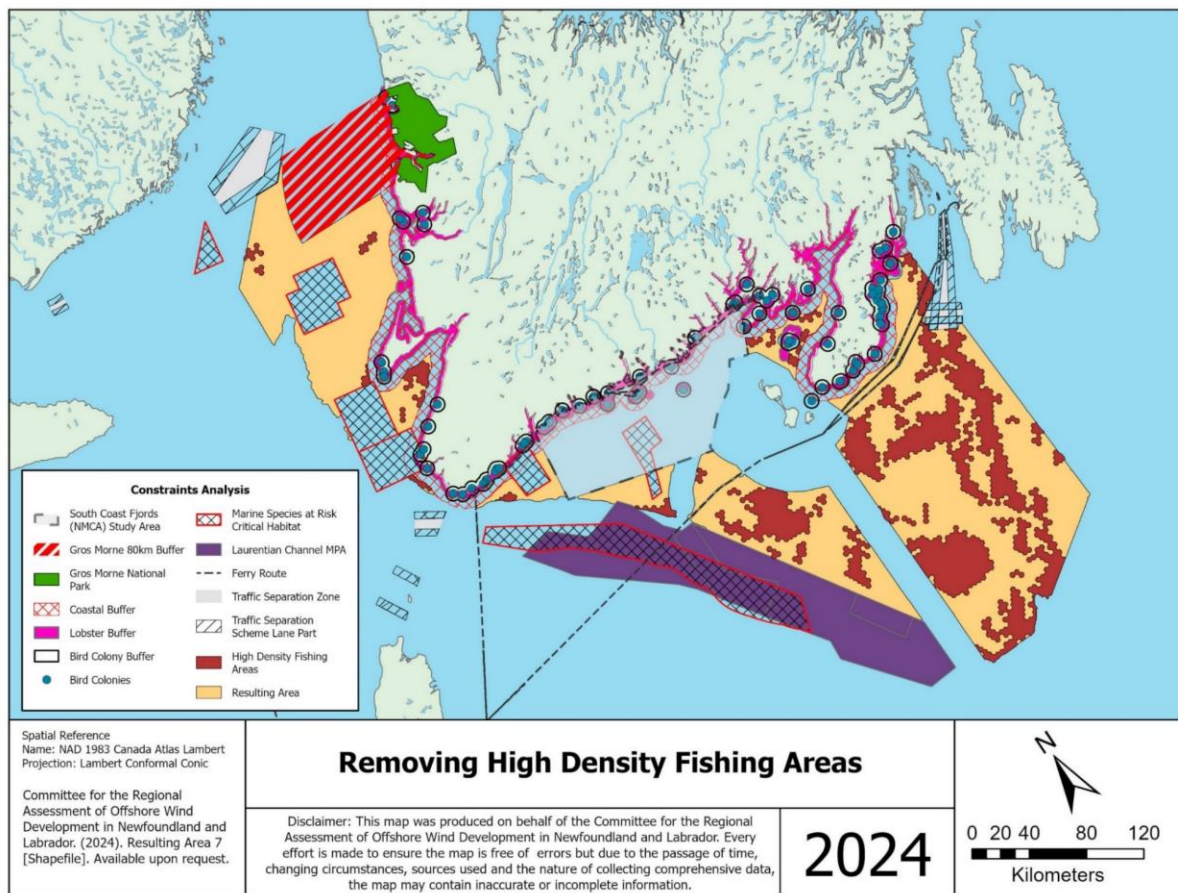 Constraints Analysis
South Coast Fjords
(NMCA) Study Area
Gros Morne 80km Buffer
Gros Morne National
Park
Coastal Buffer
Lobster Buffer
Bird Colony Buffer
Bird Colonies
Marine Species at Risk
Critical Habitat
Laurentian Channel MPA
Ferry Route
Traffic Separation Zone
Traffic Separation
Scheme Lane Part
High Density Fishing
Areas
Resulting Area
Spatial Reference
Name: NAD 1983 Canada Atlas Lambert
Projection: Lambert Conformal Conic
Committee for the Regional
Assessment of Offshore Wind
Development in Newfoundland and
Labrador. (2024). Resulting Area 7
[Shapefile]. Available upon request.
Removing High Density Fishing Areas
Disclaimer: This map was produced on behalf of the Committee for the Regional
Assessment of Offshore Wind Development in Newfoundland and Labrador. Every
effort is made to ensure the map is free of errors but due to the passage of time,
changing circumstances, sources used and the nature of collecting comprehensive data,
the map may contain inaccurate or incomplete information.
2024
N
0 20 40 80 120
Kilometers